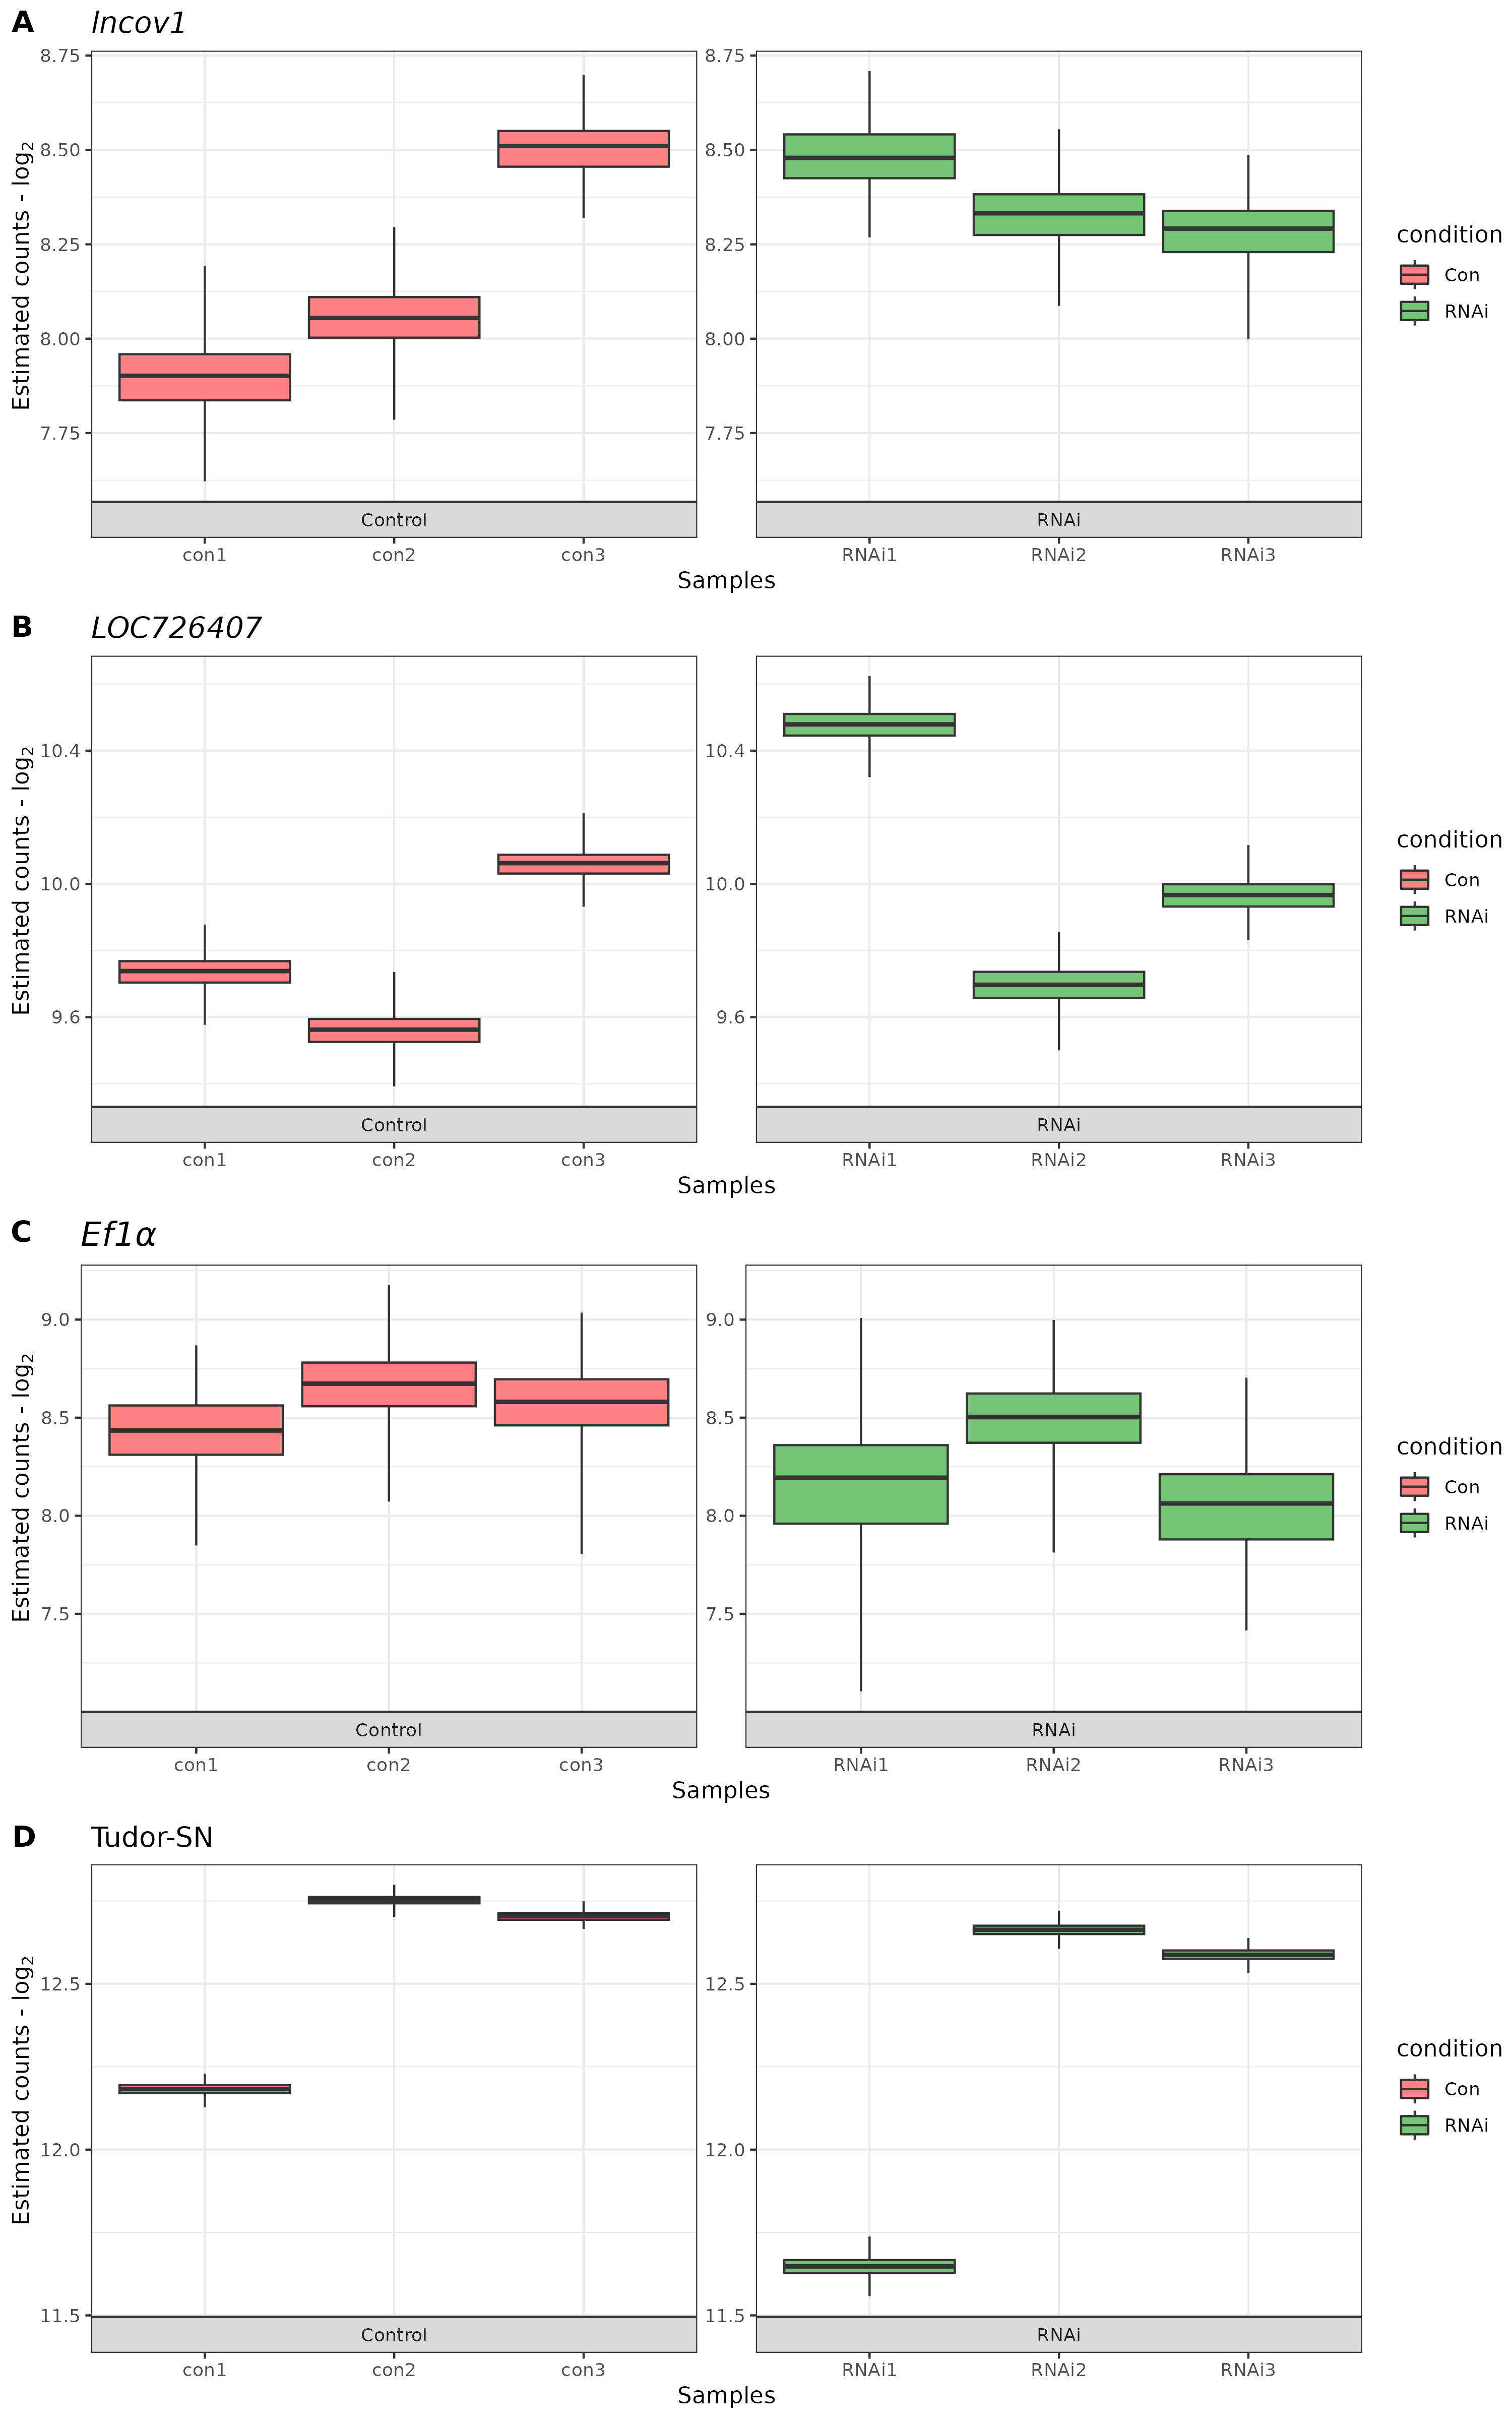 A lncov1
Estimated counts - log2
8.75
8.50
8.25
8.00
7.75
8.75
8.50
8.25
8.00
7.75
Control
RNAi
con1 con2 con3 RNAi1 RNAi2 RNAi3
Samples
condition
Con
RNAi
B LOC726407
Estimated counts - log2
10.4
10.0
9.6
10.4
10.0
9.6
Control
RNAi
con1 con2 con3 RNAi1 RNAi2 RNAi3
Samples
condition
Con
RNAi
C Ef1α
Estimated counts - log2
9.0
8.5
8.0
7.5
9.0
8.5
8.0
7.5
Control
RNAi
con1 con2 con3 RNAi1 RNAi2 RNAi3
Samples
condition
Con
RNAi
D Tudor-SN
Estimated counts - log2
12.5
12.0
11.5
12.5
12.0
11.5
Control
RNAi
con1 con2 con3 RNAi1 RNAi2 RNAi3
Samples
condition
Con
RNAi